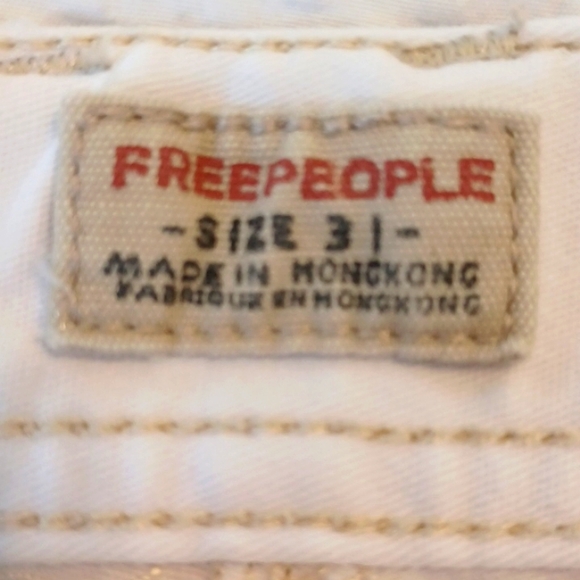 FREEPEOPLE
-SIZE 31-
MADE IN HONGKONG
FABRIQUE EN HONGKONG